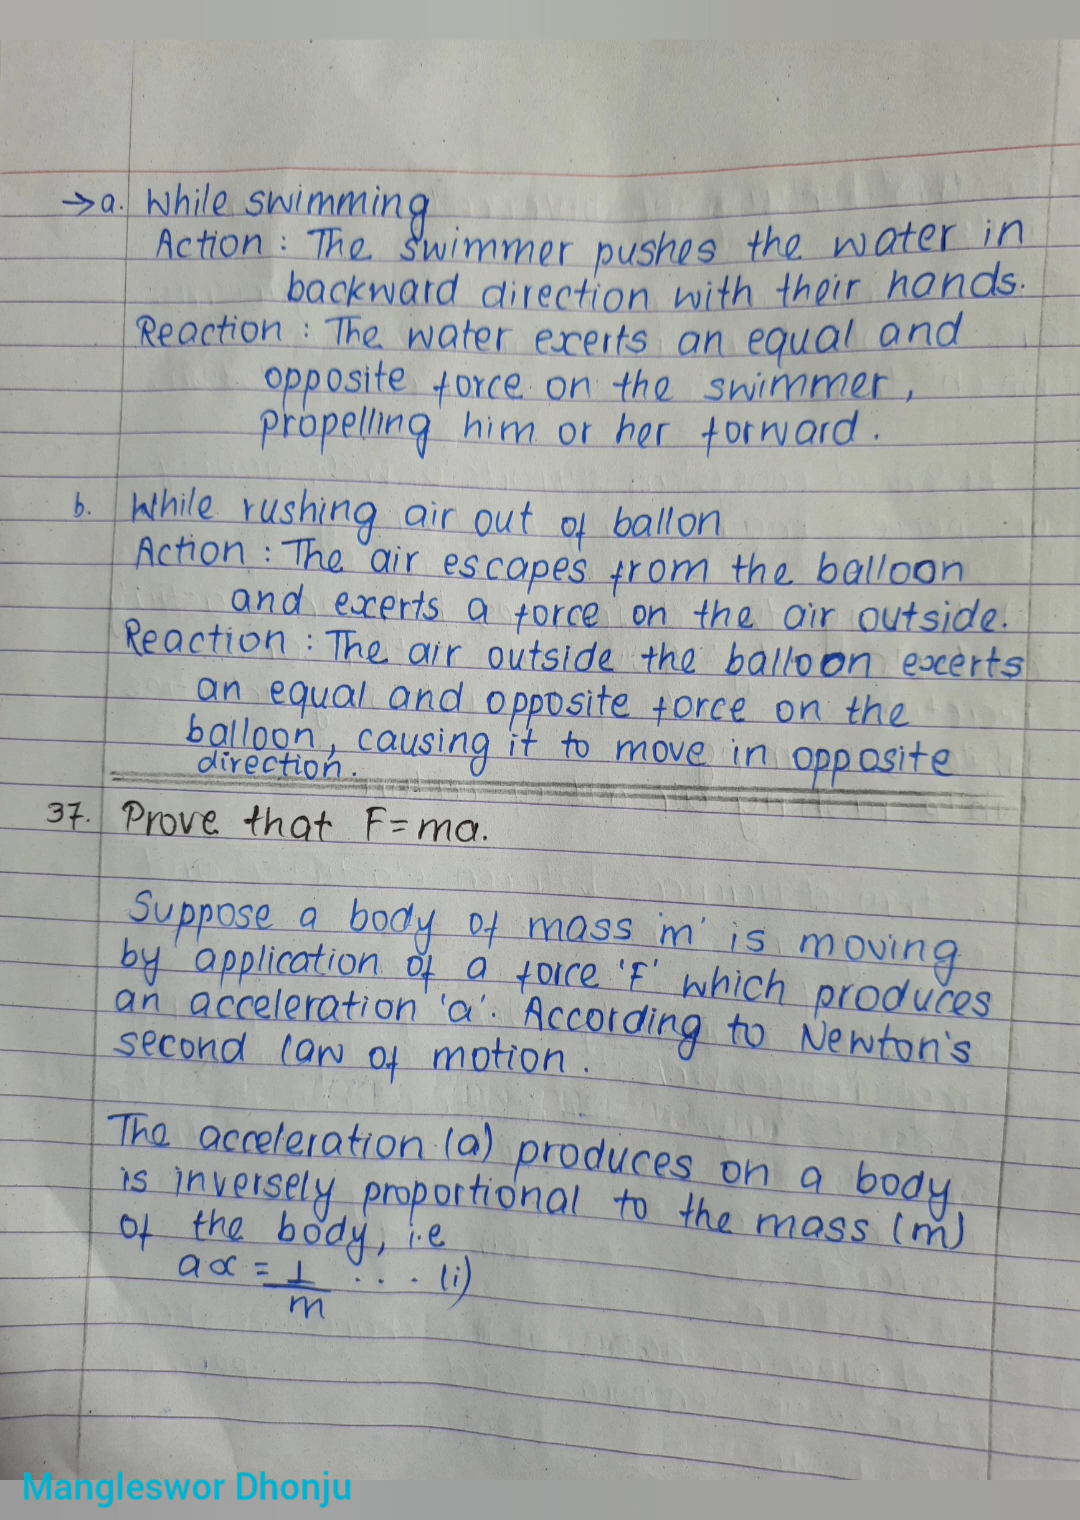 →a. While swimming
Action : The swimmer pushes the water in
backward direction with their hands.
Reaction : The water exerts an equal and
opposite force on the swimmer,
propelling him or her forward.
b. While rushing air out of ballon
Action : The air escapes from the balloon
and exerts a force on the air outside.
Reaction : The air outside the balloon exerts
an equal and opposite force on the
balloon, causing it to move in opposite
direction.
37. Prove that F=ma.
Suppose a body of mass 'm' is moving
by application of a force 'F' which produces
an acceleration 'a'. According to Newton's
second law of motion.
The acceleration (a) produces on a body
is inversely proportional to the mass (m)
of the body, i.e
a ∝ = 1/m .... (i)
Mangleswor Dhonju